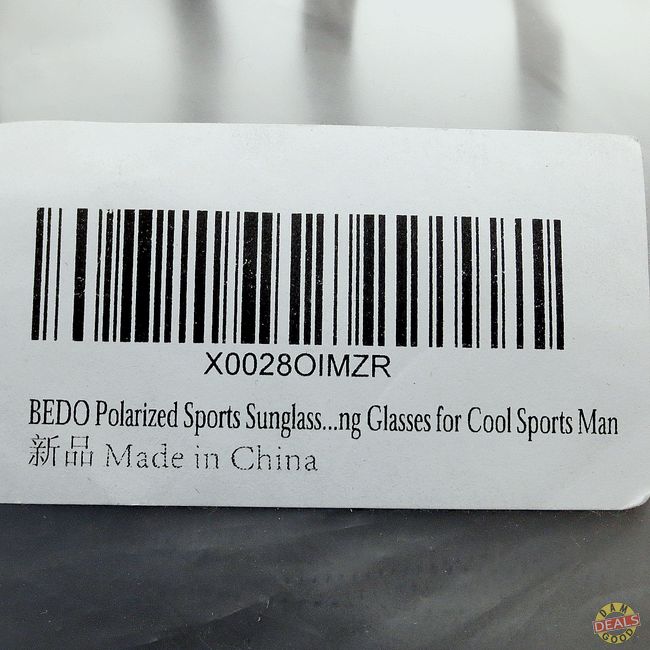 X0028OIMZR
BEDO Polarized Sports Sunglass...ng Glasses for Cool Sports Man
新品 Made in China
DAM
DEALS
GOOD